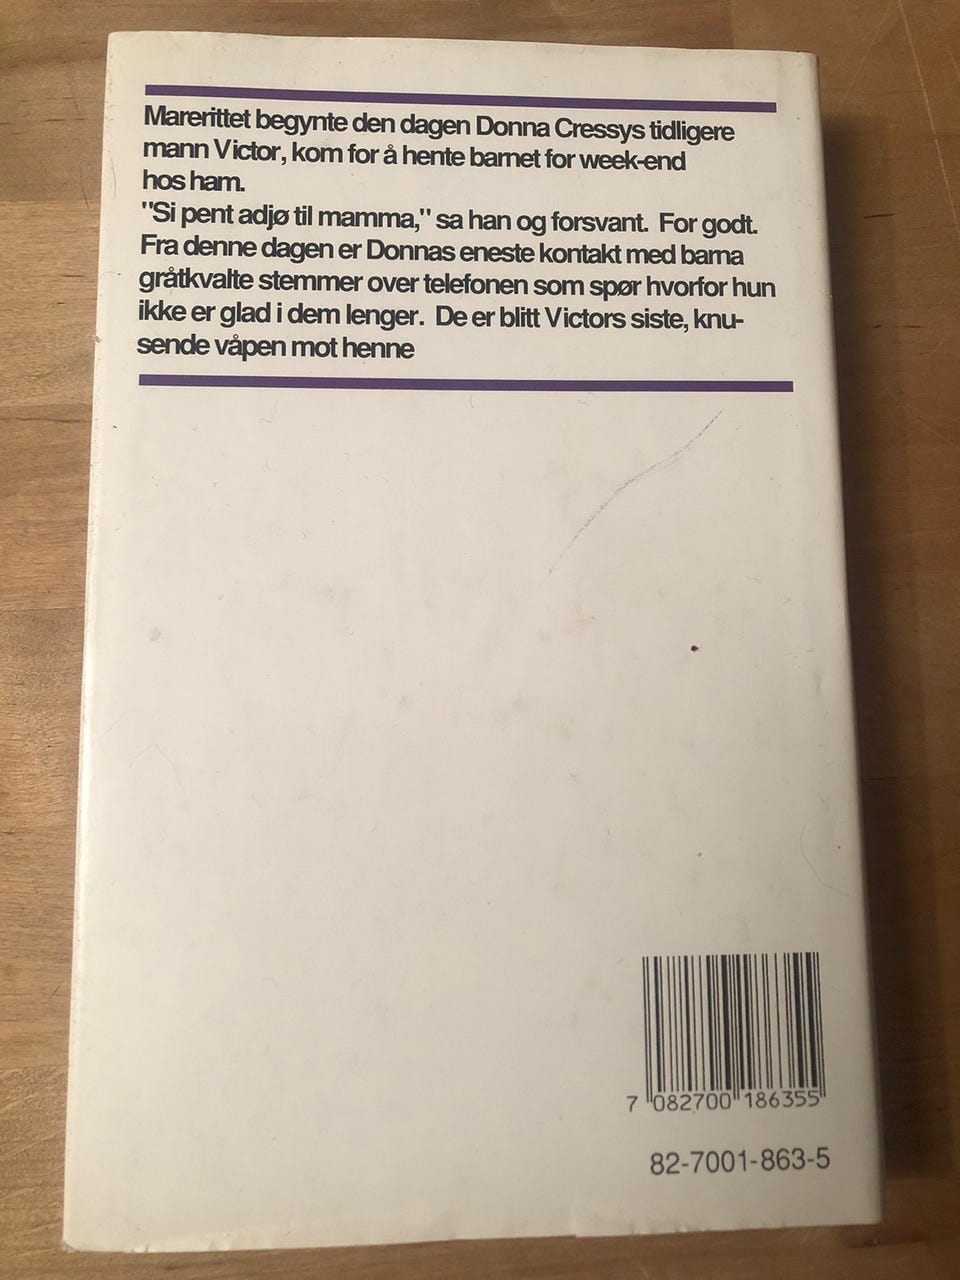 Marerittet begynte den dagen Donna Cressys tidligere
mann Victor, kom for å hente barnet for week-end
hos ham.
"Si pent adjø til mamma," sa han og forsvant. For godt.
Fra denne dagen er Donnas eneste kontakt med barna
gråtkvalte stemmer over telefonen som spør hvorfor hun
ikke er glad i dem lenger. De er blitt Victors siste, knu-
sende våpen mot henne
7 082700 186355
82-7001-863-5